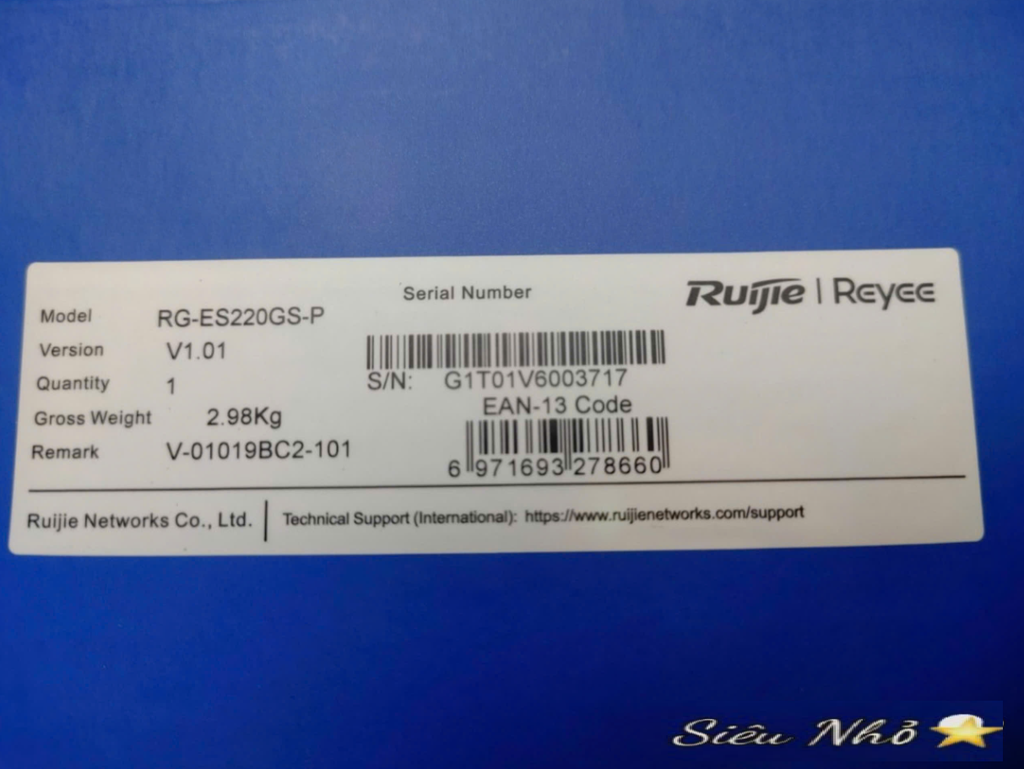 Serial Number
Ruijie | Reyee
Model RG-ES220GS-P
Version V1.01
Quantity 1
S/N: G1T01V6003717
Gross Weight 2.98Kg
EAN-13 Code
Remark V-01019BC2-101
6 971693 278660
Ruijie Networks Co., Ltd. | Technical Support (International): https://www.ruijienetworks.com/support
Siêu Nhỏ